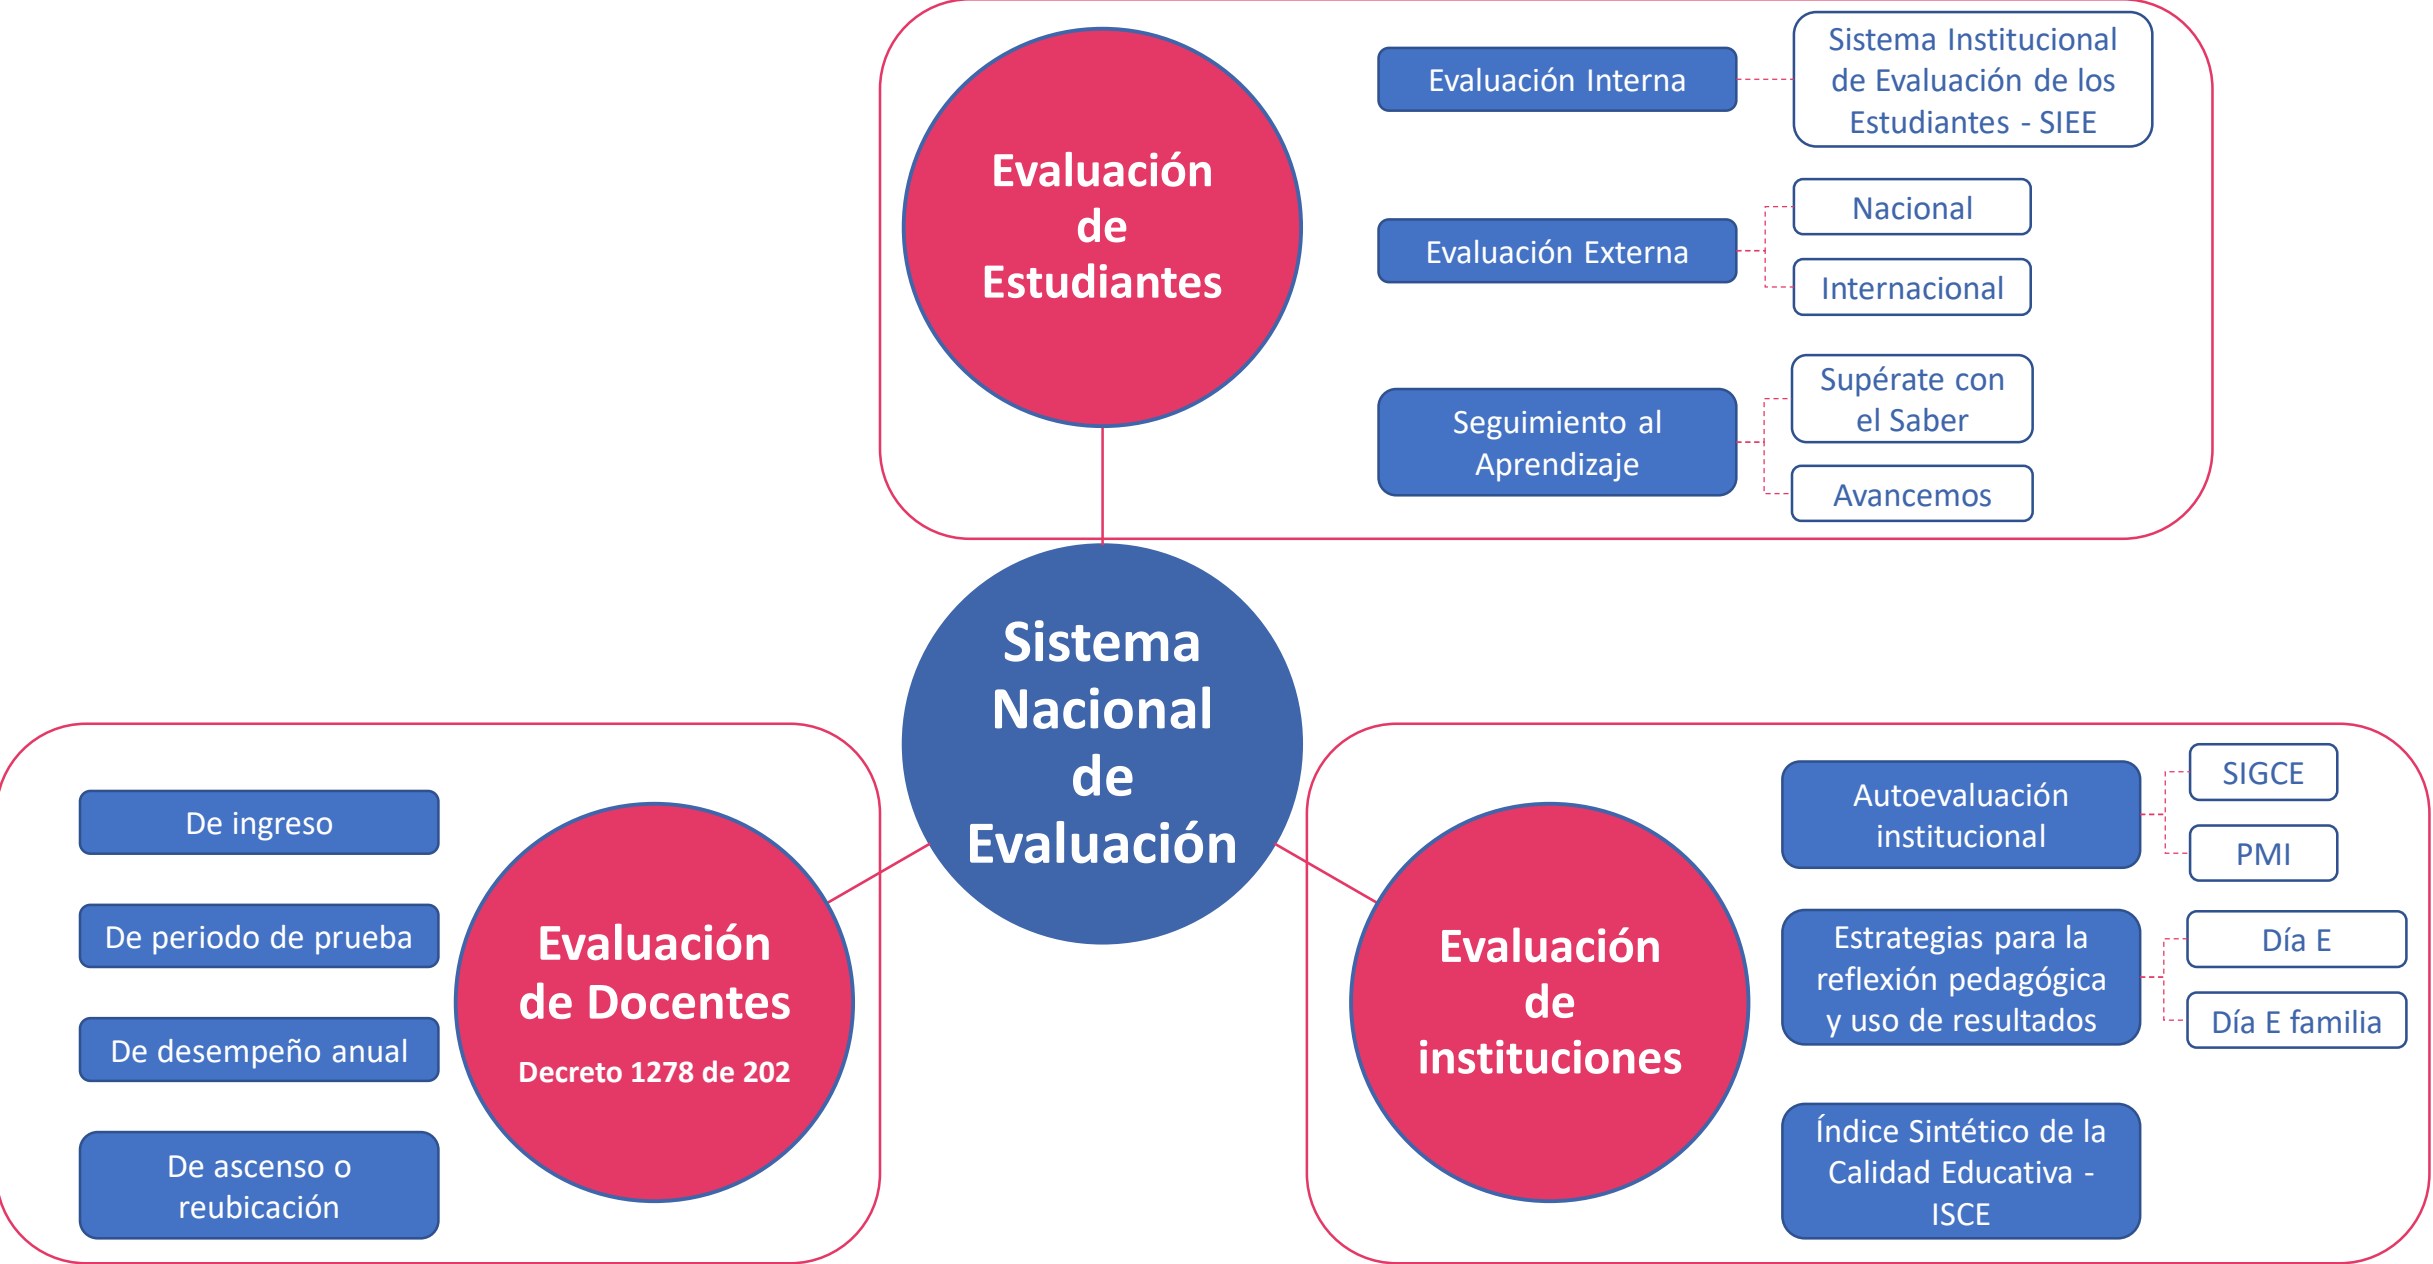 Evaluación
de
Estudiantes
Evaluación Interna
Sistema Institucional
de Evaluación de los
Estudiantes - SIEE
Evaluación Externa
Nacional
Internacional
Seguimiento al
Aprendizaje
Supérate con
el Saber
Avancemos
Sistema
Nacional
de
Evaluación
De ingreso
De periodo de prueba
De desempeño anual
De ascenso o
reubicación
Evaluación
de Docentes
Decreto 1278 de 202
Evaluación
de
instituciones
Autoevaluación
institucional
SIGCE
PMI
Estrategias para la
reflexión pedagógica
y uso de resultados
Día E
Día E familia
Índice Sintético de la
Calidad Educativa -
ISCE